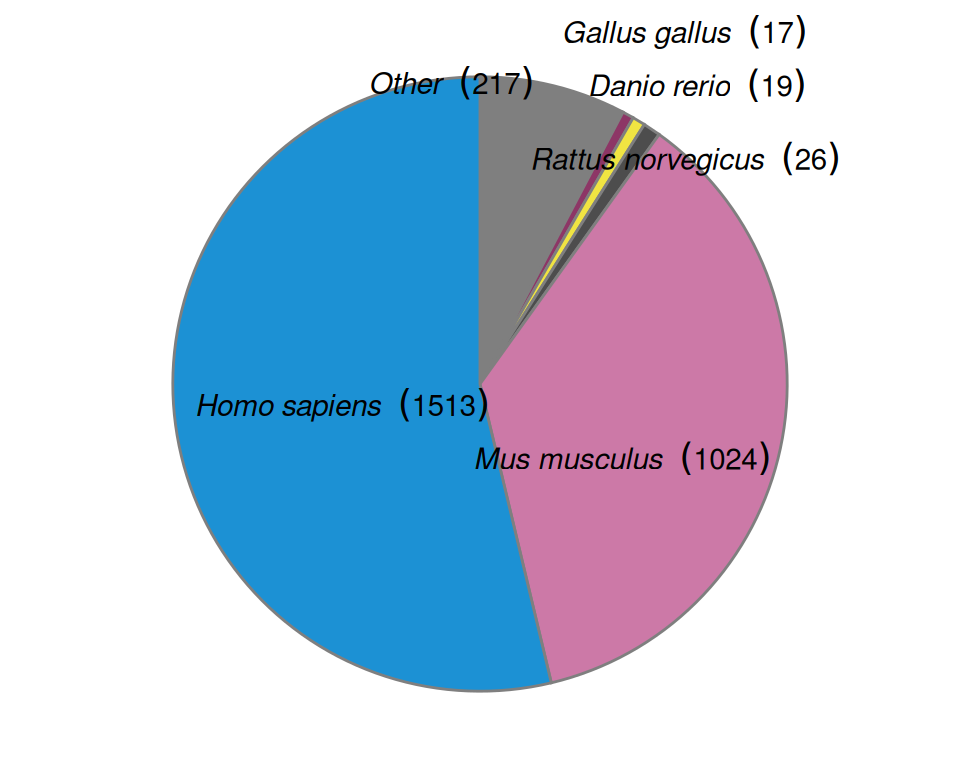 Gallus gallus (17)
Other (217)
Danio rerio (19)
Rattus norvegicus (26)
Homo sapiens (1513)
Mus musculus (1024)